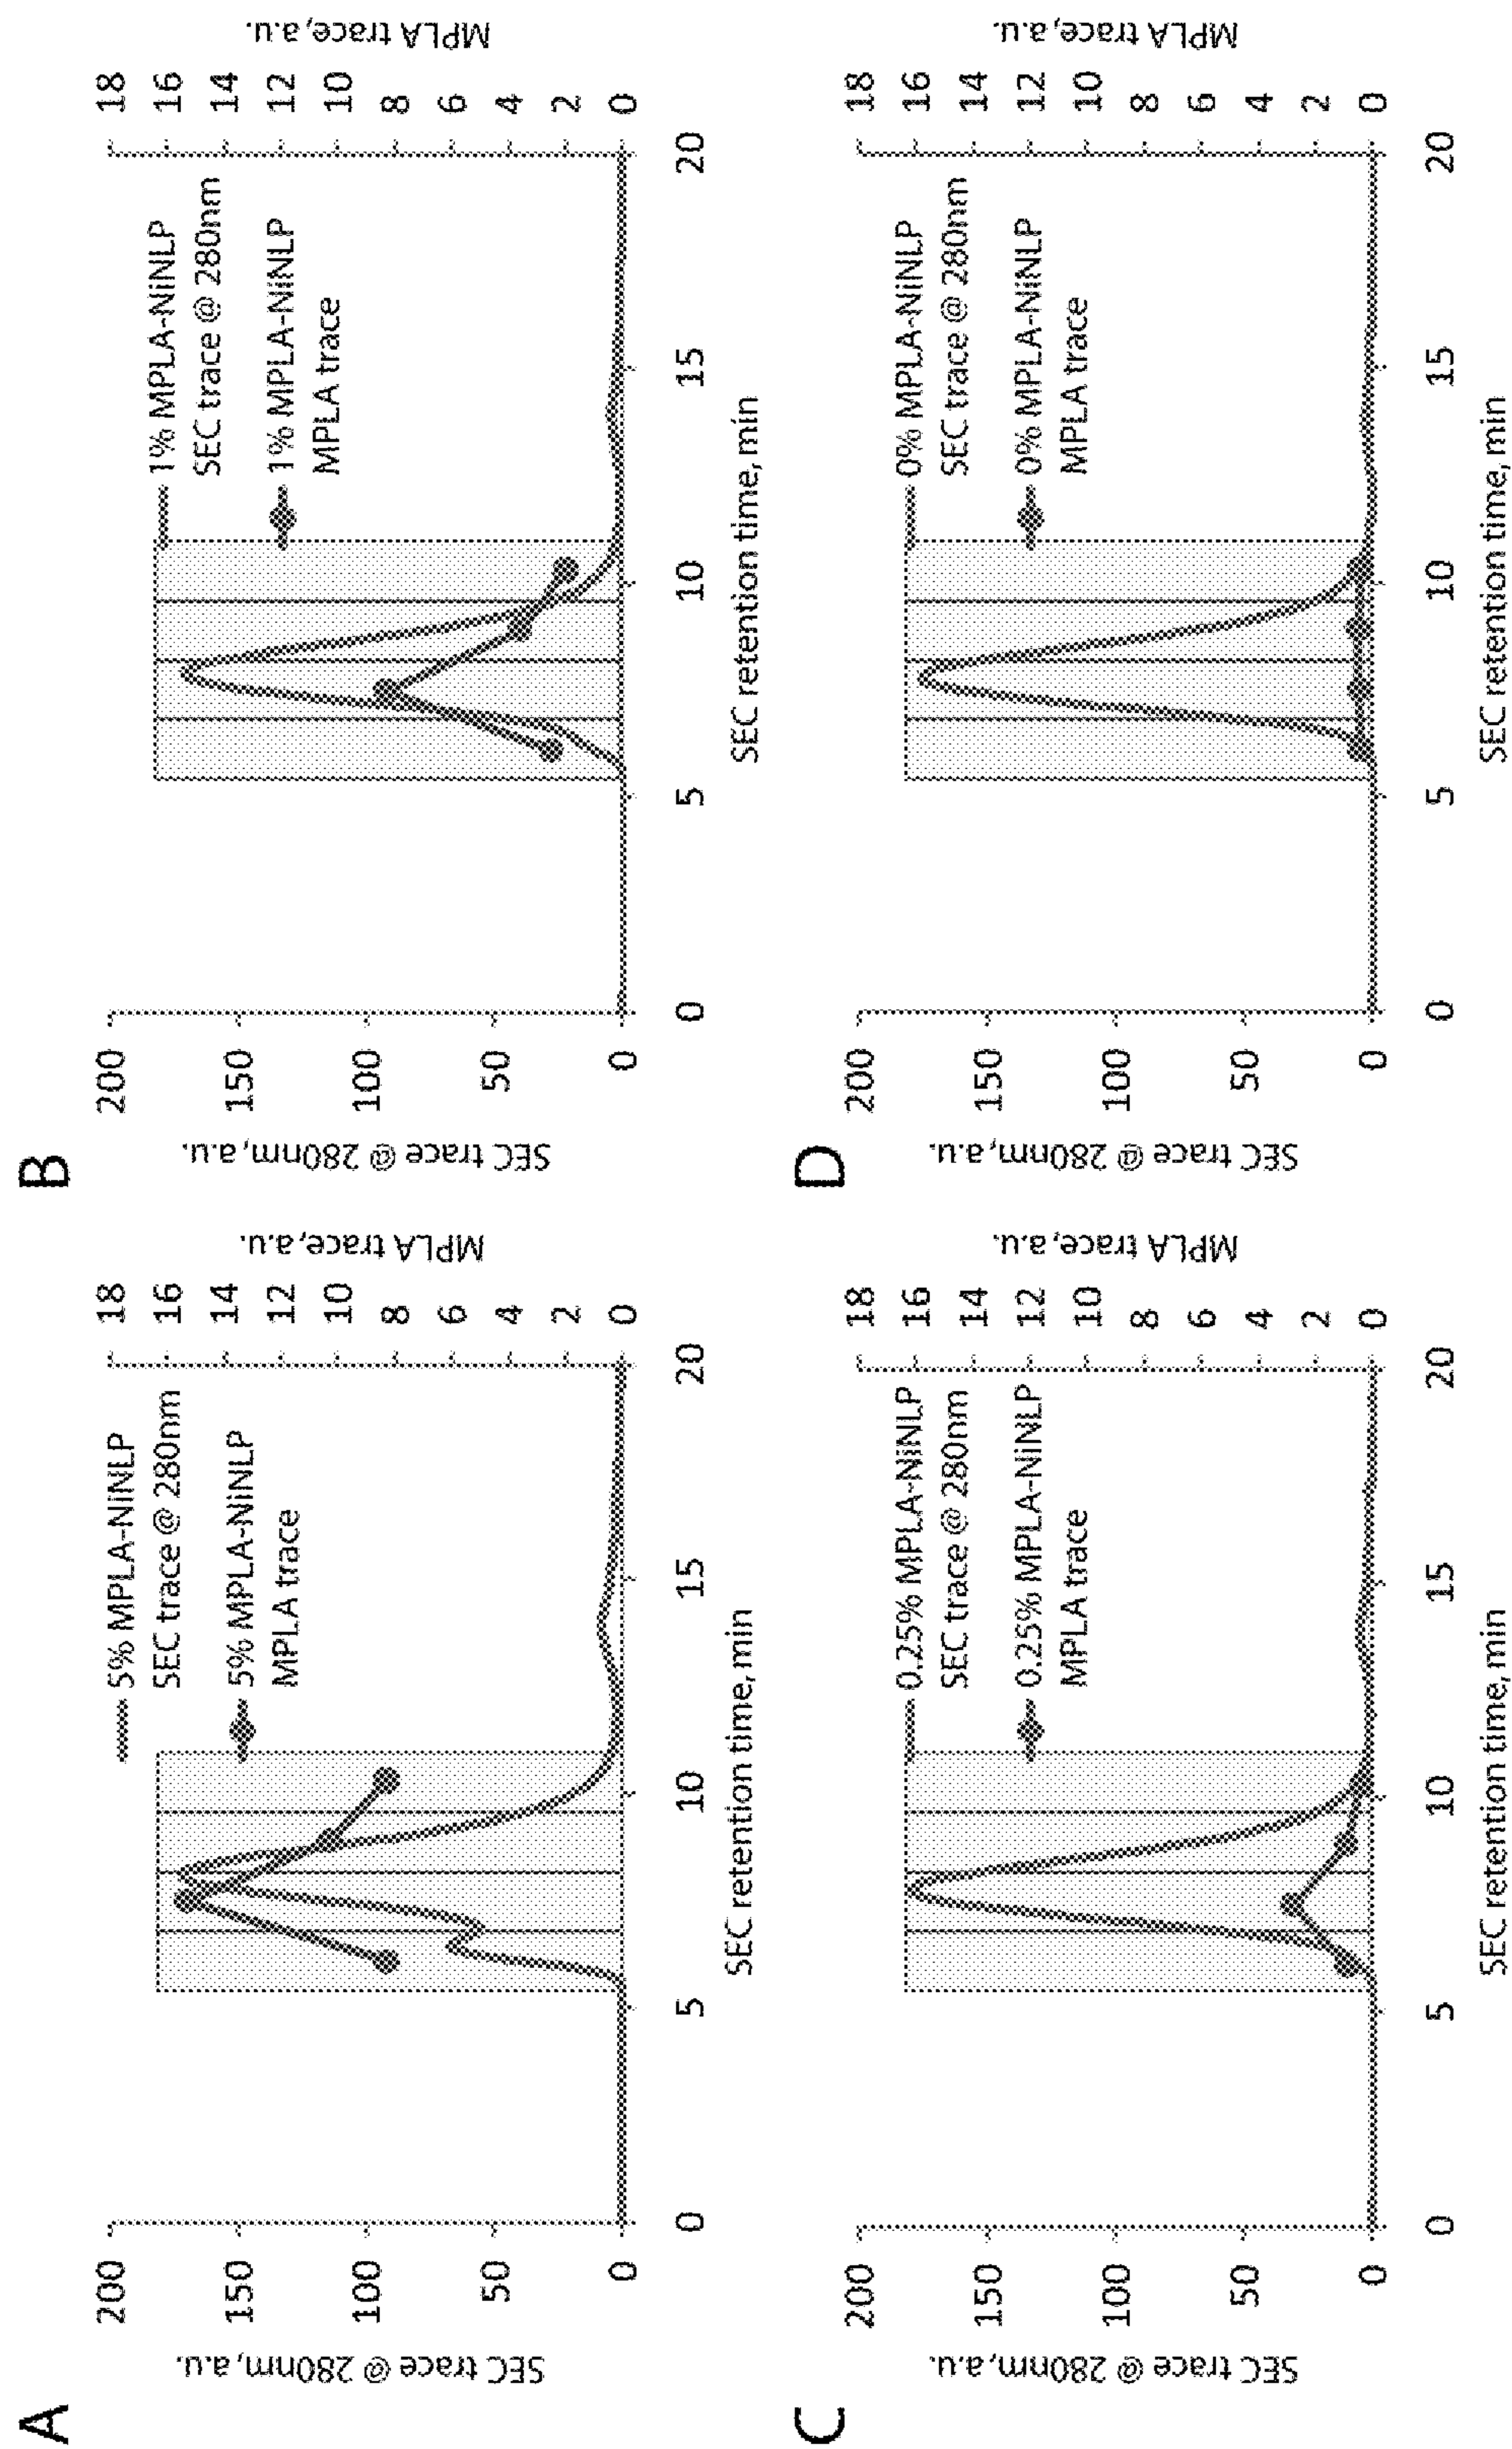 A
SEC trace @ 280nm, a.u.
200
150
100
50
0
0
5
10
15
20
SEC retention time, min
5% MPLA-NiNLP
SEC trace @ 280nm
5% MPLA-NiNLP
MPLA trace
18
16
14
12
10
8
6
4
2
0
MPLA trace, a.u.
B
SEC trace @ 280nm, a.u.
200
150
100
50
0
0
5
10
15
20
SEC retention time, min
1% MPLA-NiNLP
SEC trace @ 280nm
1% MPLA-NiNLP
MPLA trace
18
16
14
12
10
8
6
4
2
0
MPLA trace, a.u.
C
SEC trace @ 280nm, a.u.
200
150
100
50
0
0
5
10
15
20
SEC retention time, min
0.25% MPLA-NiNLP
SEC trace @ 280nm
0.25% MPLA-NiNLP
MPLA trace
18
16
14
12
10
8
6
4
2
0
MPLA trace, a.u.
D
SEC trace @ 280nm, a.u.
200
150
100
50
0
0
5
10
15
20
SEC retention time, min
0% MPLA-NiNLP
SEC trace @ 280nm
0% MPLA-NiNLP
MPLA trace
18
16
14
12
10
8
6
4
2
0
MPLA trace, a.u.